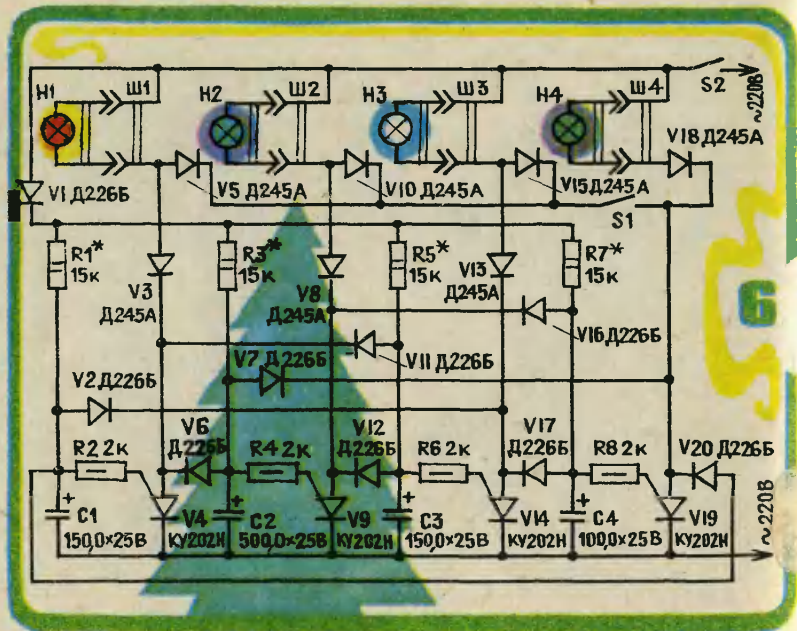 H1
Ш1
H2
Ш2
H3
Ш3
H4
Ш4
S2
~220В
V1 Д226Б
V5 Д245А
V10 Д245А
V15 Д245А
V18 Д245А
S1
R1*
15к
R3*
15к
R5*
15к
R7*
15к
V3
Д245А
V8
Д245А
V13
Д245А
V16 Д226Б
V11 Д226Б
6
V2 Д226Б
V7 Д226Б
V6
Д226Б
V12
Д226Б
V17
Д226Б
V20 Д226Б
R2 2к
R4 2к
R6 2к
R8 2к
+
+
+
+
C1
150,0×25В
V4
КУ202Н
C2
500,0×25В
V9
КУ202Н
C3
150,0×25В
V14
КУ202Н
C4
100,0×25В
V19
КУ202Н
~220В